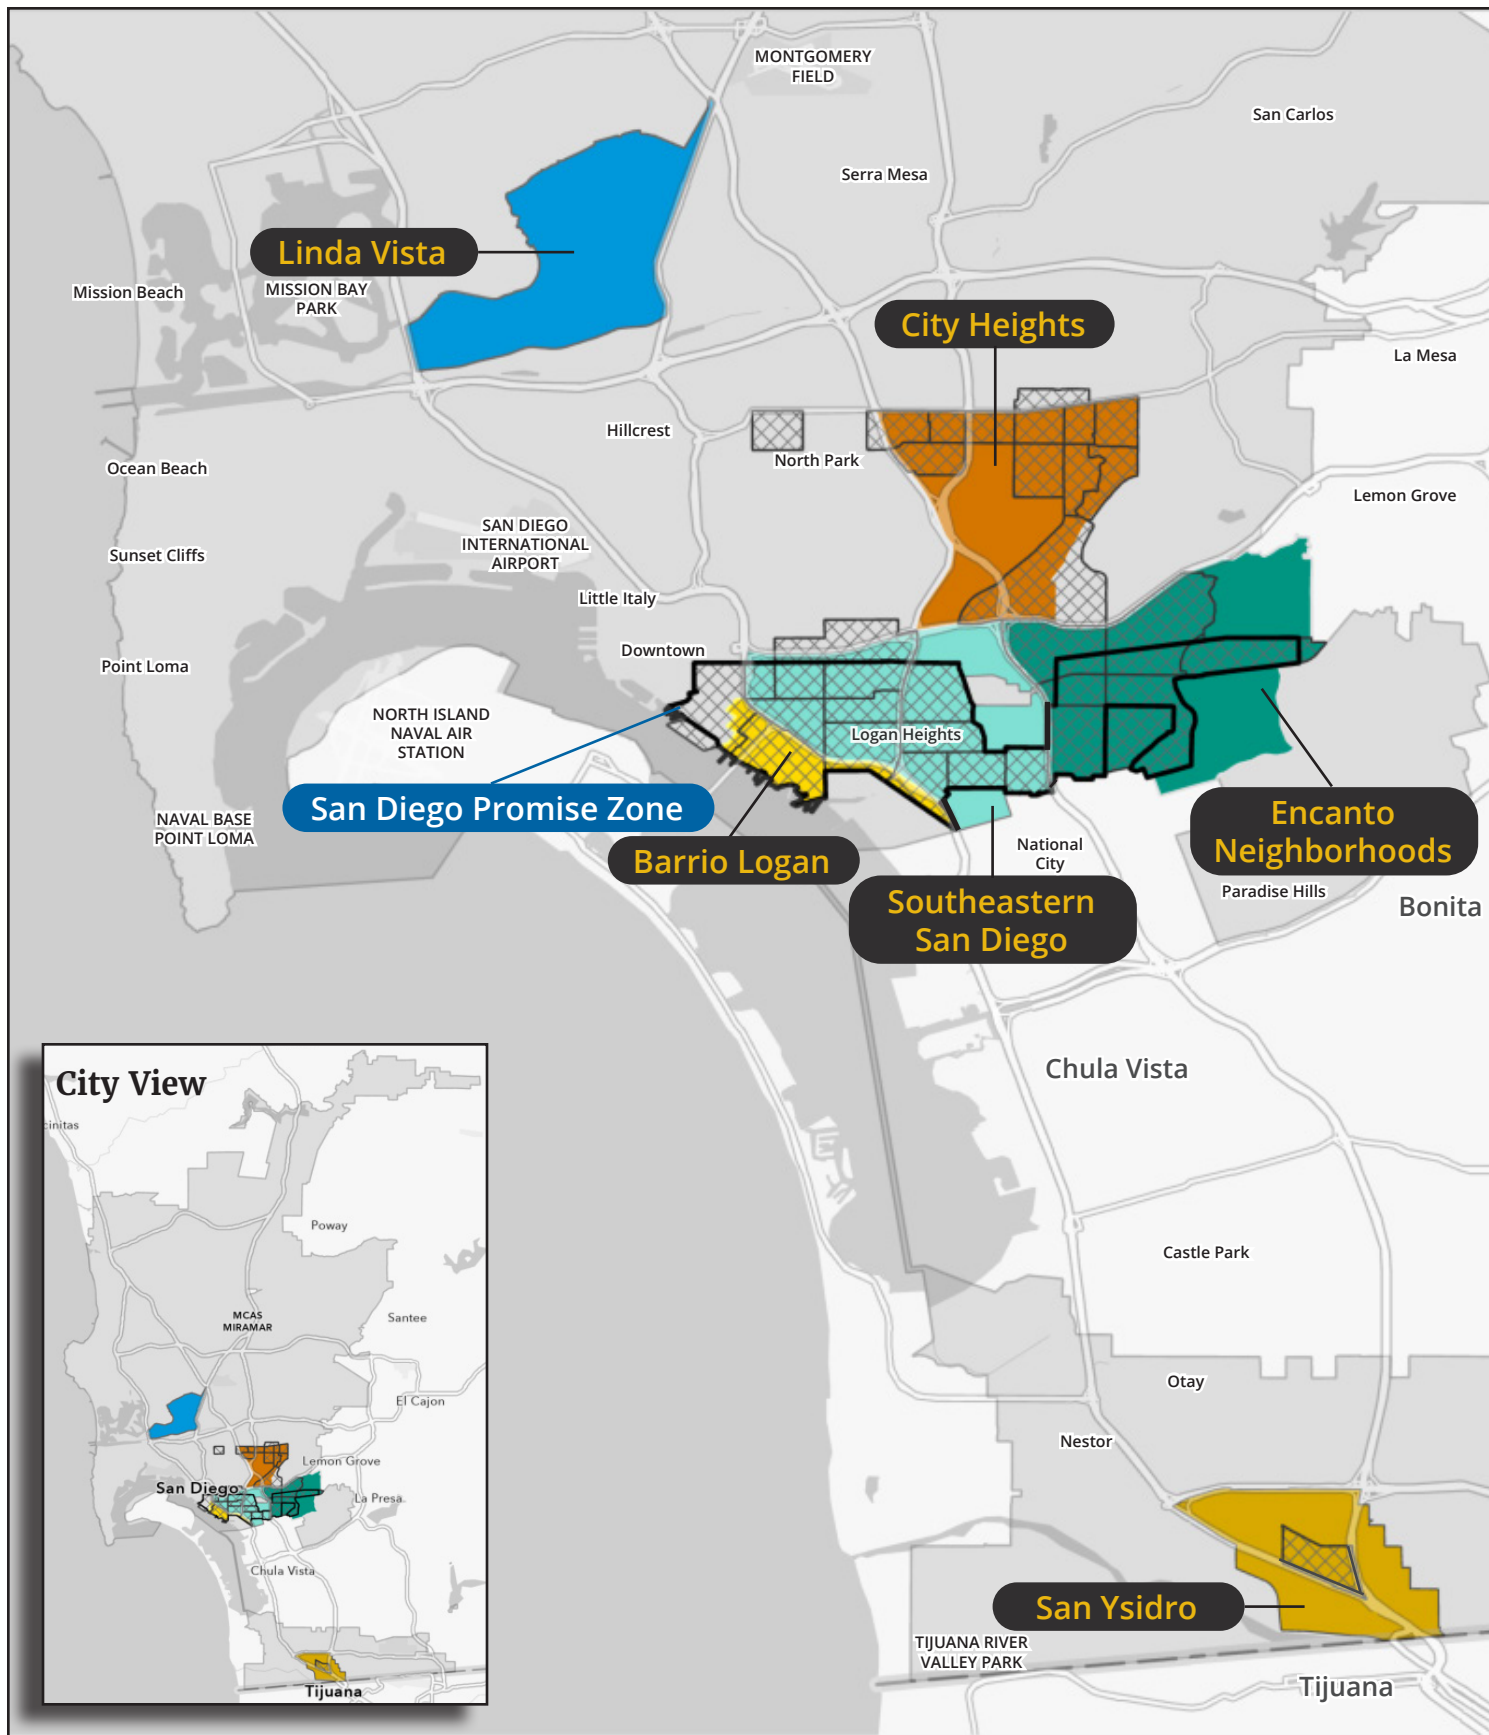 MONTGOMERY
FIELD
San Carlos
Serra Mesa
Linda Vista
Mission Beach
MISSION BAY
PARK
City Heights
La Mesa
Hillcrest
North Park
Ocean Beach
Lemon Grove
SAN DIEGO
INTERNATIONAL
AIRPORT
Sunset Cliffs
Little Italy
Downtown
Point Loma
NORTH ISLAND
NAVAL AIR
STATION
Logan Heights
San Diego Promise Zone
NAVAL BASE
POINT LOMA
Barrio Logan
National
City
Encanto
Neighborhoods
Paradise Hills
Bonita
Southeastern
San Diego
Chula Vista
Castle Park
Otay
Nestor
San Ysidro
TIJUANA RIVER
VALLEY PARK
Tijuana
City View
cinitas
Poway
MCAS
MIRAMAR
Santee
El Cajon
Lemon Grove
San Diego
La Presa
Chula Vista
Tijuana